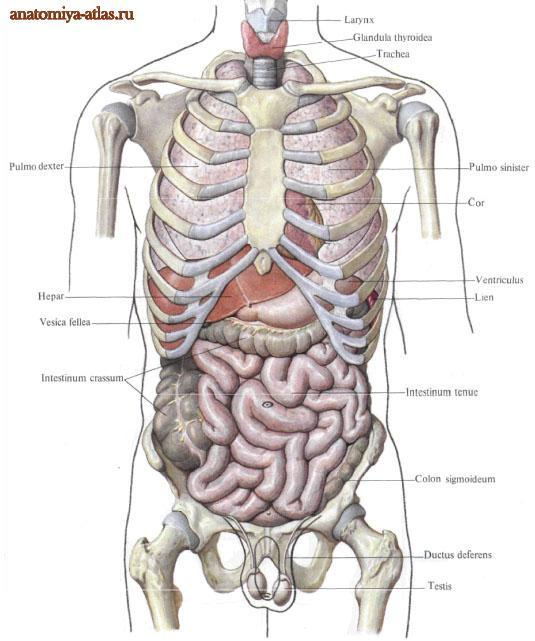 anatomiya-atlas.ru
Larynx
Glandula thyroidea
Trachea
Pulmo dexter
Pulmo sinister
Cor
Ventriculus
Hepar
Lien
Vesica fellea
Intestinum crassum
Intestinum tenue
Colon sigmoideum
Ductus deferens
Testis